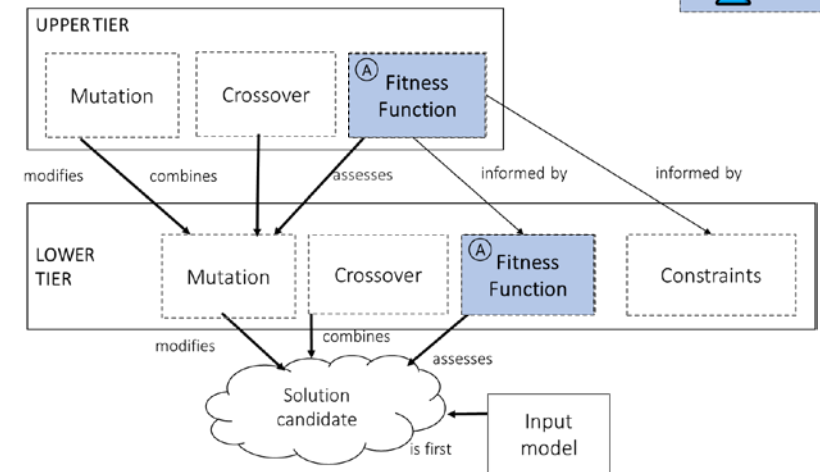 UPPER TIER
Mutation
Crossover
A
Fitness
Function
modifies
combines
assesses
informed by
informed by
LOWER
TIER
Mutation
Crossover
A
Fitness
Function
Constraints
modifies
combines
assesses
Solution
candidate
is first
Input
model